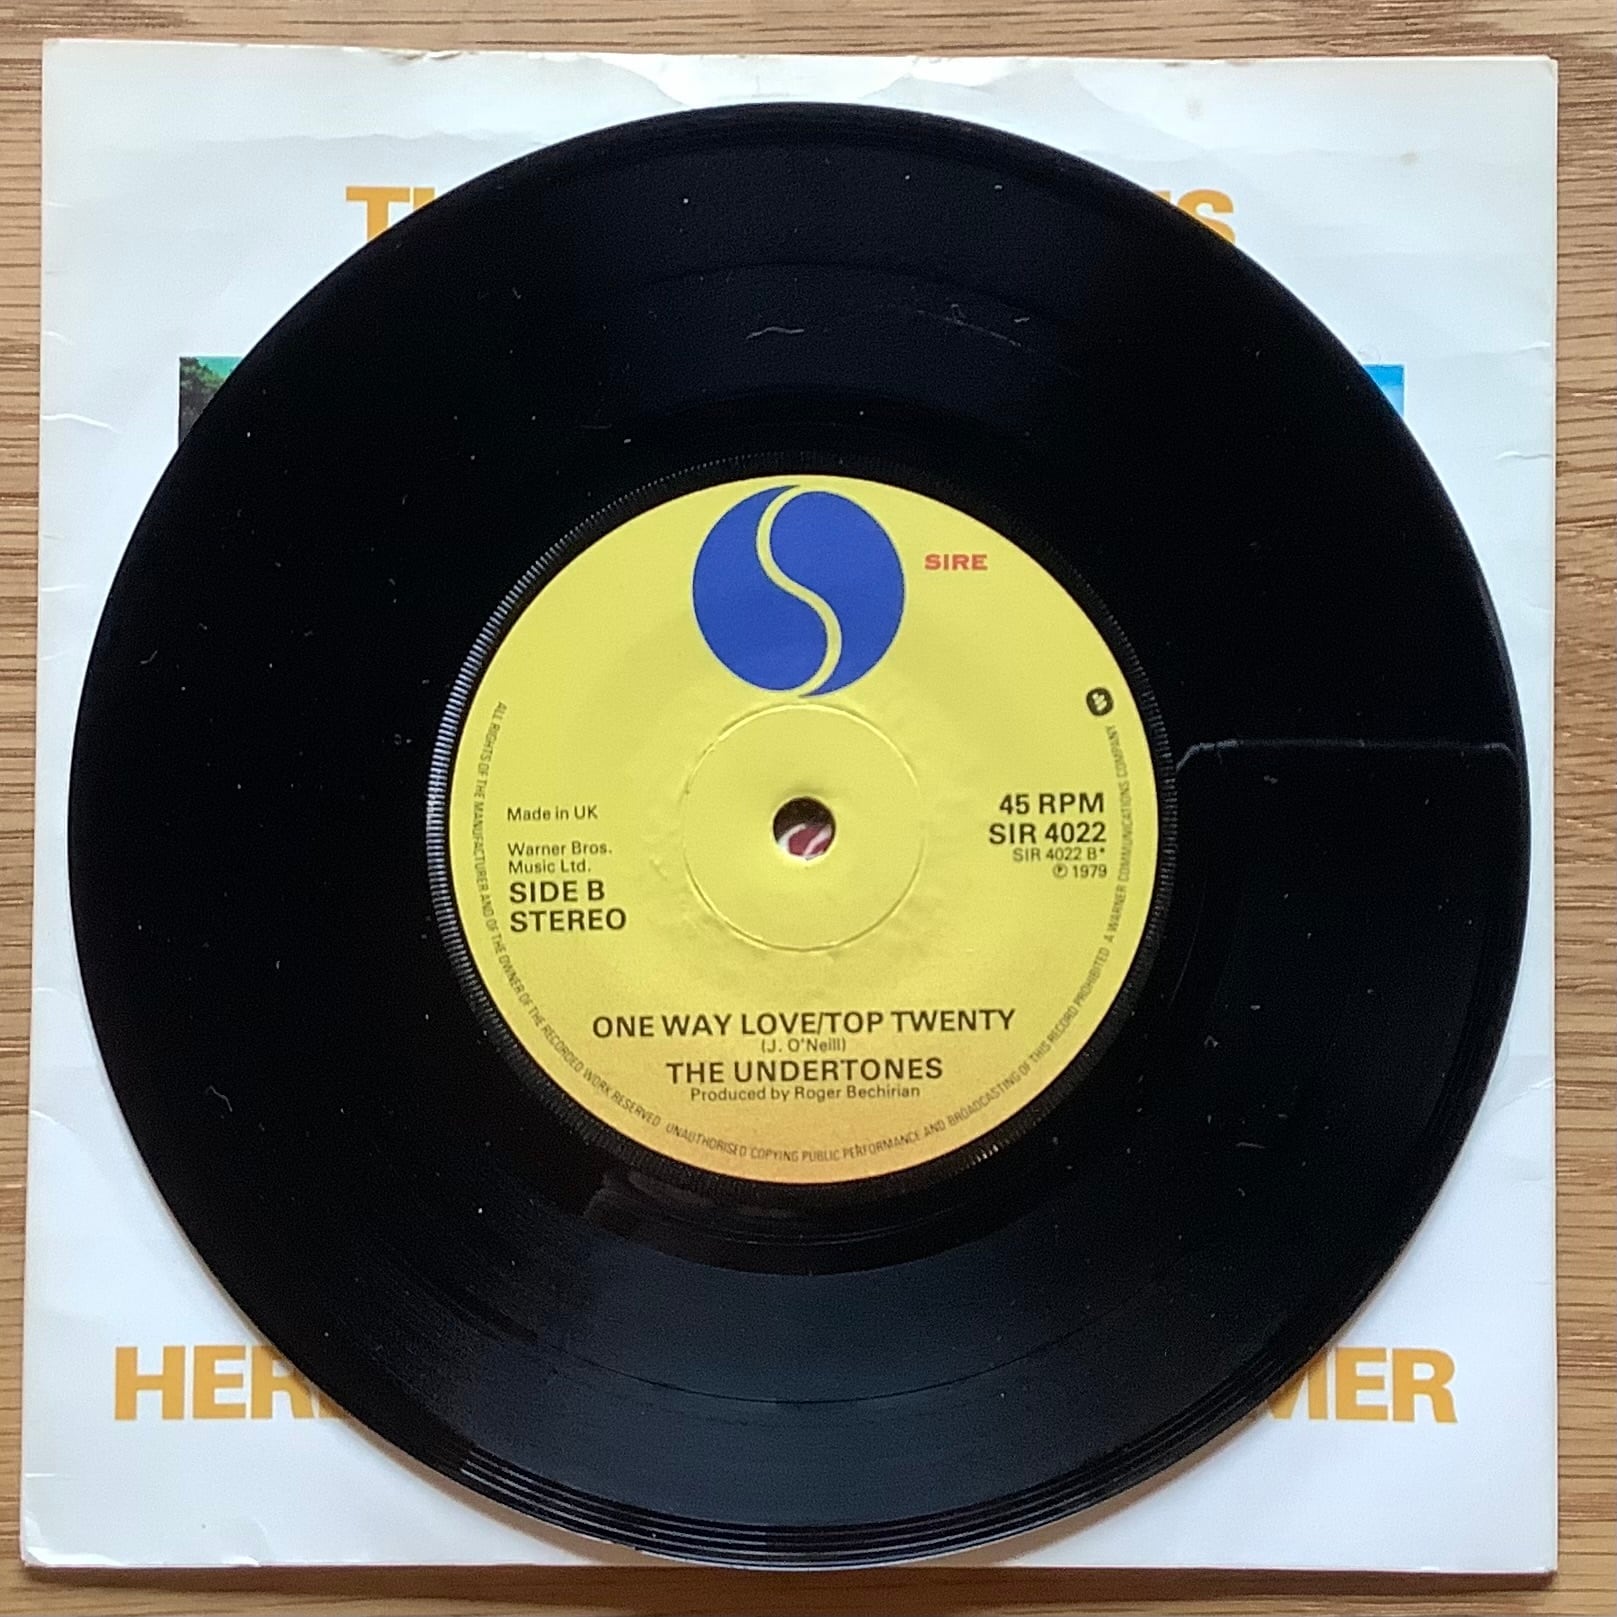 SIRE
Made in UK
Warner Bros.
Music Ltd.
SIDE B
STEREO
45 RPM
SIR 4022
SIR 4022 B*
℗ 1979
ONE WAY LOVE/TOP TWENTY
(J. O'Neill)
THE UNDERTONES
Produced by Roger Bechirian
ALL RIGHTS OF THE MANUFACTURER AND OF THE OWNER OF THE RECORDED WORK RESERVED UNAUTHORISED COPYING PUBLIC PERFORMANCE AND BROADCASTING OF THIS RECORD PROHIBITED A WARNER COMMUNICATIONS COMPANY